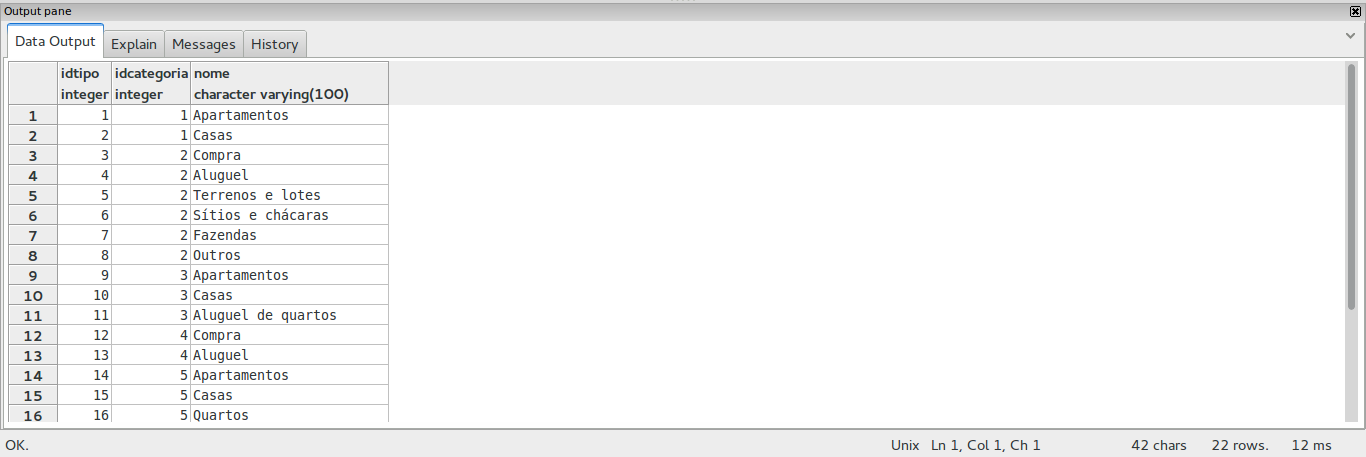 Output pane
Data Output Explain Messages History
idtipo idcategoria nome
integer integer character varying(100)
1 1 1 Apartamentos
2 2 1 Casas
3 3 2 Compra
4 4 2 Aluguel
5 5 2 Terrenos e lotes
6 6 2 Sítios e chácaras
7 7 2 Fazendas
8 8 2 Outros
9 9 3 Apartamentos
10 10 3 Casas
11 11 3 Aluguel de quartos
12 12 4 Compra
13 13 4 Aluguel
14 14 5 Apartamentos
15 15 5 Casas
16 16 5 Quartos
OK. Unix Ln 1, Col 1, Ch 1 42 chars 22 rows. 12 ms